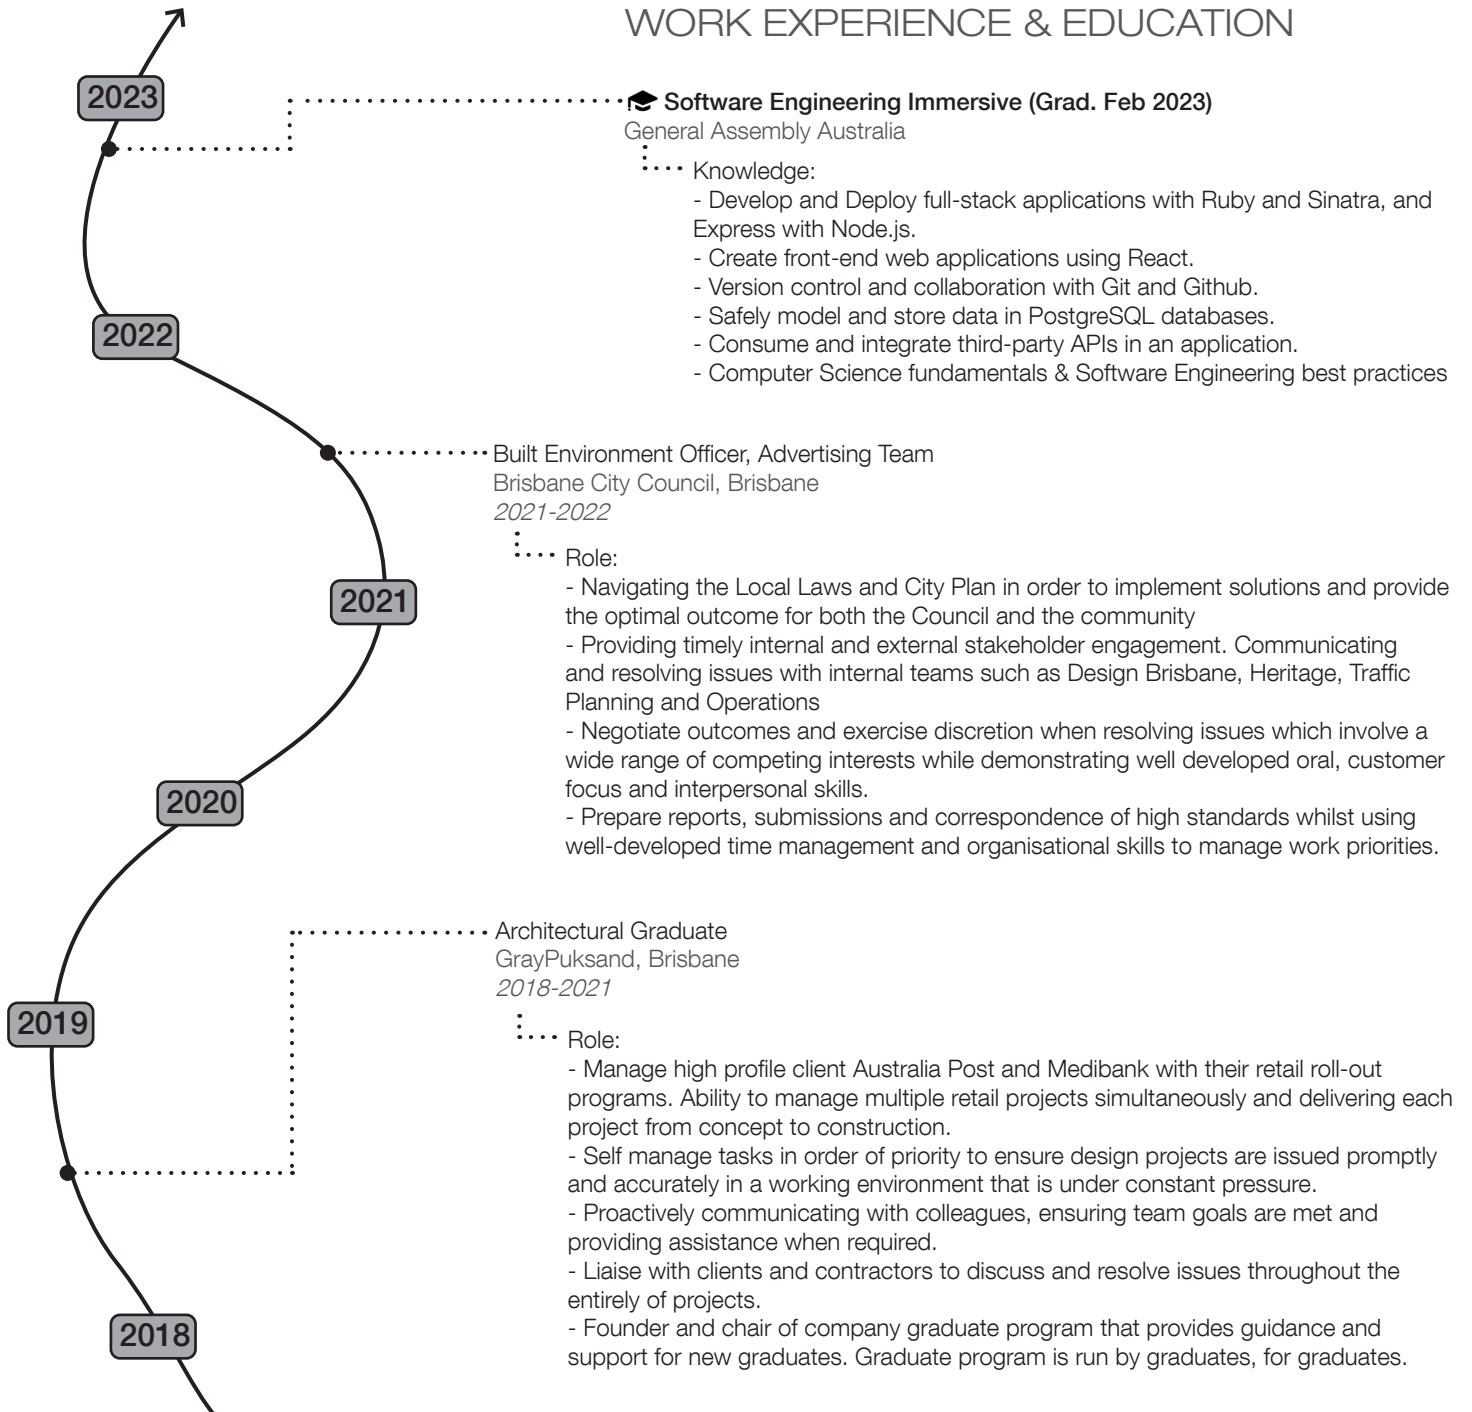 WORK EXPERIENCE & EDUCATION
2023
Software Engineering Immersive (Grad. Feb 2023)
General Assembly Australia
Knowledge:
- Develop and Deploy full-stack applications with Ruby and Sinatra, and
Express with Node.js.
- Create front-end web applications using React.
- Version control and collaboration with Git and Github.
- Safely model and store data in PostgreSQL databases.
- Consume and integrate third-party APIs in an application.
- Computer Science fundamentals & Software Engineering best practices
2022
Built Environment Officer, Advertising Team
Brisbane City Council, Brisbane
2021-2022
Role:
- Navigating the Local Laws and City Plan in order to implement solutions and provide
the optimal outcome for both the Council and the community
- Providing timely internal and external stakeholder engagement. Communicating
and resolving issues with internal teams such as Design Brisbane, Heritage, Traffic
Planning and Operations
- Negotiate outcomes and exercise discretion when resolving issues which involve a
wide range of competing interests while demonstrating well developed oral, customer
focus and interpersonal skills.
- Prepare reports, submissions and correspondence of high standards whilst using
well-developed time management and organisational skills to manage work priorities.
2021
2020
Architectural Graduate
GrayPuksand, Brisbane
2018-2021
Role:
- Manage high profile client Australia Post and Medibank with their retail roll-out
programs. Ability to manage multiple retail projects simultaneously and delivering each
project from concept to construction.
- Self manage tasks in order of priority to ensure design projects are issued promptly
and accurately in a working environment that is under constant pressure.
- Proactively communicating with colleagues, ensuring team goals are met and
providing assistance when required.
- Liaise with clients and contractors to discuss and resolve issues throughout the
entirely of projects.
- Founder and chair of company graduate program that provides guidance and
support for new graduates. Graduate program is run by graduates, for graduates.
2019
2018